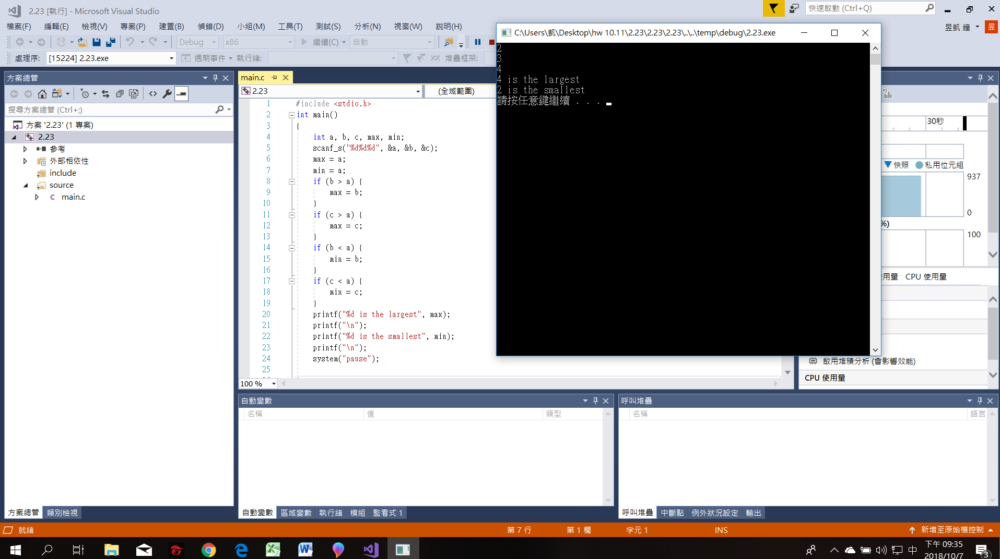 2.23 [執行] - Microsoft Visual Studio
快速啟動 (Ctrl+Q)
檔案(F) 編輯(E) 檢視(V) 專案(P) 建置(B) 偵錯(D) 小組(M) 工具(T) 測試(S) 分析(N) 視窗(W) 說明(H)
昱凱 鐘
昱
Debug x86 繼續(C) 自動
處理序: [15224] 2.23.exe 週期事件 執行緒: 堆疊框架:
方案總管
搜尋方案總管 (Ctrl+;)
方案 '2.23' (1 專案)
2.23
參考
外部相依性
include
source
main.c
方案總管 類別檢視
main.c
2.23 (全域範圍)
1 #include <stdio.h>
2 int main()
3 {
4 int a, b, c, max, min;
5 scanf_s("%d%d%d", &a, &b, &c);
6 max = a;
7 min = a;
8 if (b > a) {
9 max = b;
10 }
11 if (c > a) {
12 max = c;
13 }
14 if (b < a) {
15 min = b;
16 }
17 if (c < a) {
18 min = c;
19 }
20 printf("%d is the largest", max);
21 printf("\n");
22 printf("%d is the smallest", min);
23 printf("\n");
24 system("pause");
25
100 %
C:\Users\凱\Desktop\hw 10.11\2.23\2.23\2.23\..\..\temp\debug\2.23.exe
2
3
4
4 is the largest
2 is the smallest
請按任意鍵繼續 . . .
30秒
快照 私用位元組
937
0
%)
100
使用量 CPU 使用量
啟用堆積分析 (會影響效能)
CPU 使用量
自動變數
名稱 值 類型
自動變數 區域變數 執行緒 模組 監看式 1
呼叫堆疊
名稱 語言
呼叫堆疊 中斷點 例外狀況設定 輸出
就緒 第 7 行 第 1 欄 字元 1 INS 新增至原始檔控制
中
下午 09:35
2018/10/7
3